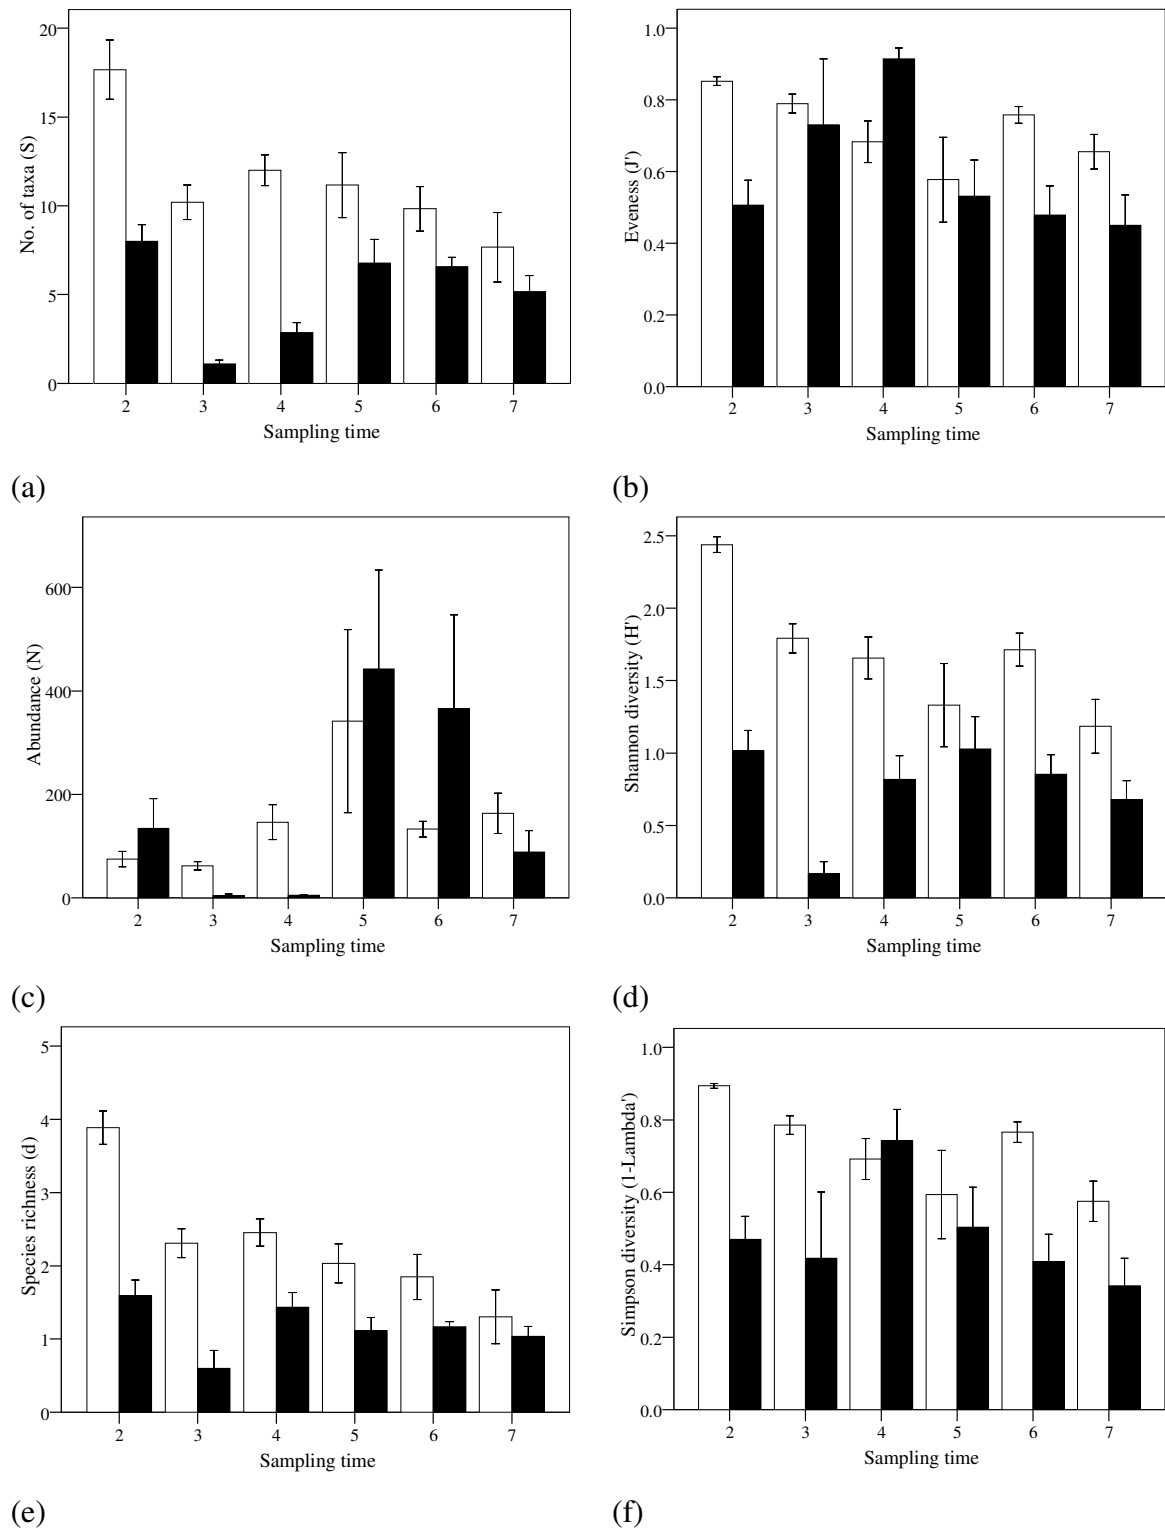 20
15
10
5
0
No. of taxa (S)
2 3 4 5 6 7
Sampling time
(a)
1.0
0.8
0.6
0.4
0.2
0.0
Eveness (J')
2 3 4 5 6 7
Sampling time
(b)
600
400
200
0
Abundance (N)
2 3 4 5 6 7
Sampling time
(c)
2.5
2.0
1.5
1.0
0.5
0.0
Shannon diversity (H')
2 3 4 5 6 7
Sampling time
(d)
5
4
3
2
1
0
Species richness (d)
2 3 4 5 6 7
Sampling time
(e)
1.0
0.8
0.6
0.4
0.2
0.0
Simpson diversity (1-Lambda')
2 3 4 5 6 7
Sampling time
(f)